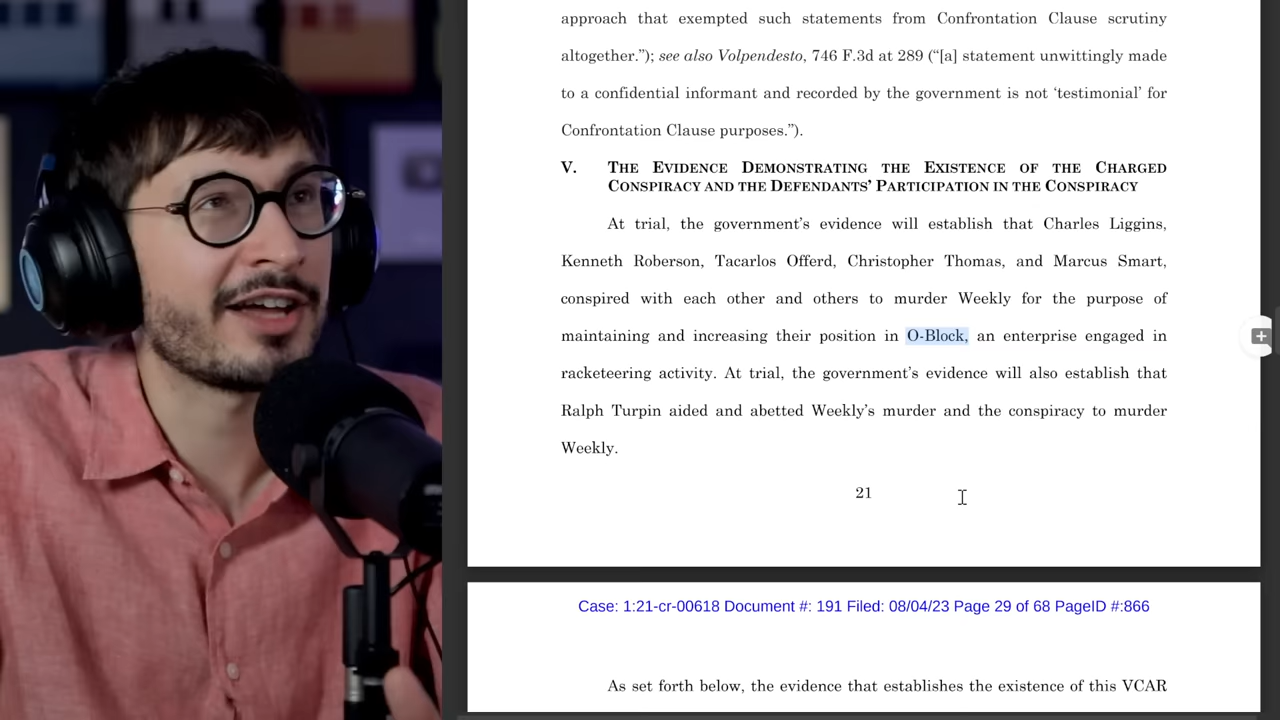 approach that exempted such statements from Confrontation Clause scrutiny
altogether.”); see also Volpendesto, 746 F.3d at 289 (“[a] statement unwittingly made
to a confidential informant and recorded by the government is not ‘testimonial’ for
Confrontation Clause purposes.”).
V. THE EVIDENCE DEMONSTRATING THE EXISTENCE OF THE CHARGED
CONSPIRACY AND THE DEFENDANTS’ PARTICIPATION IN THE CONSPIRACY
At trial, the government’s evidence will establish that Charles Liggins,
Kenneth Roberson, Tacarlos Offerd, Christopher Thomas, and Marcus Smart,
conspired with each other and others to murder Weekly for the purpose of
maintaining and increasing their position in O-Block, an enterprise engaged in
racketeering activity. At trial, the government’s evidence will also establish that
Ralph Turpin aided and abetted Weekly’s murder and the conspiracy to murder
Weekly.
21
Case: 1:21-cr-00618 Document #: 191 Filed: 08/04/23 Page 29 of 68 PageID #:866
As set forth below, the evidence that establishes the existence of this VCAR